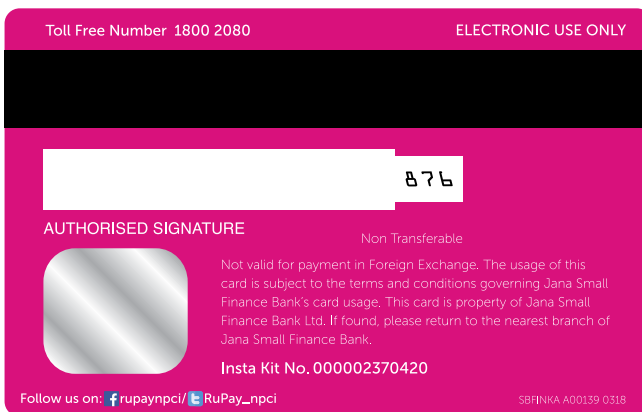 Toll Free Number 1800 2080 ELECTRONIC USE ONLY
876
AUTHORISED SIGNATURE
Non Transferable
Not valid for payment in Foreign Exchange. The usage of this
card is subject to the terms and conditions governing Jana Small
Finance Bank's card usage. This card is property of Jana Small
Finance Bank Ltd. If found, please return to the nearest branch of
Jana Small Finance Bank.
Insta Kit No. 000002370420
Follow us on: f rupaynpci/ t RuPay_npci SBFINKA A00139 0318